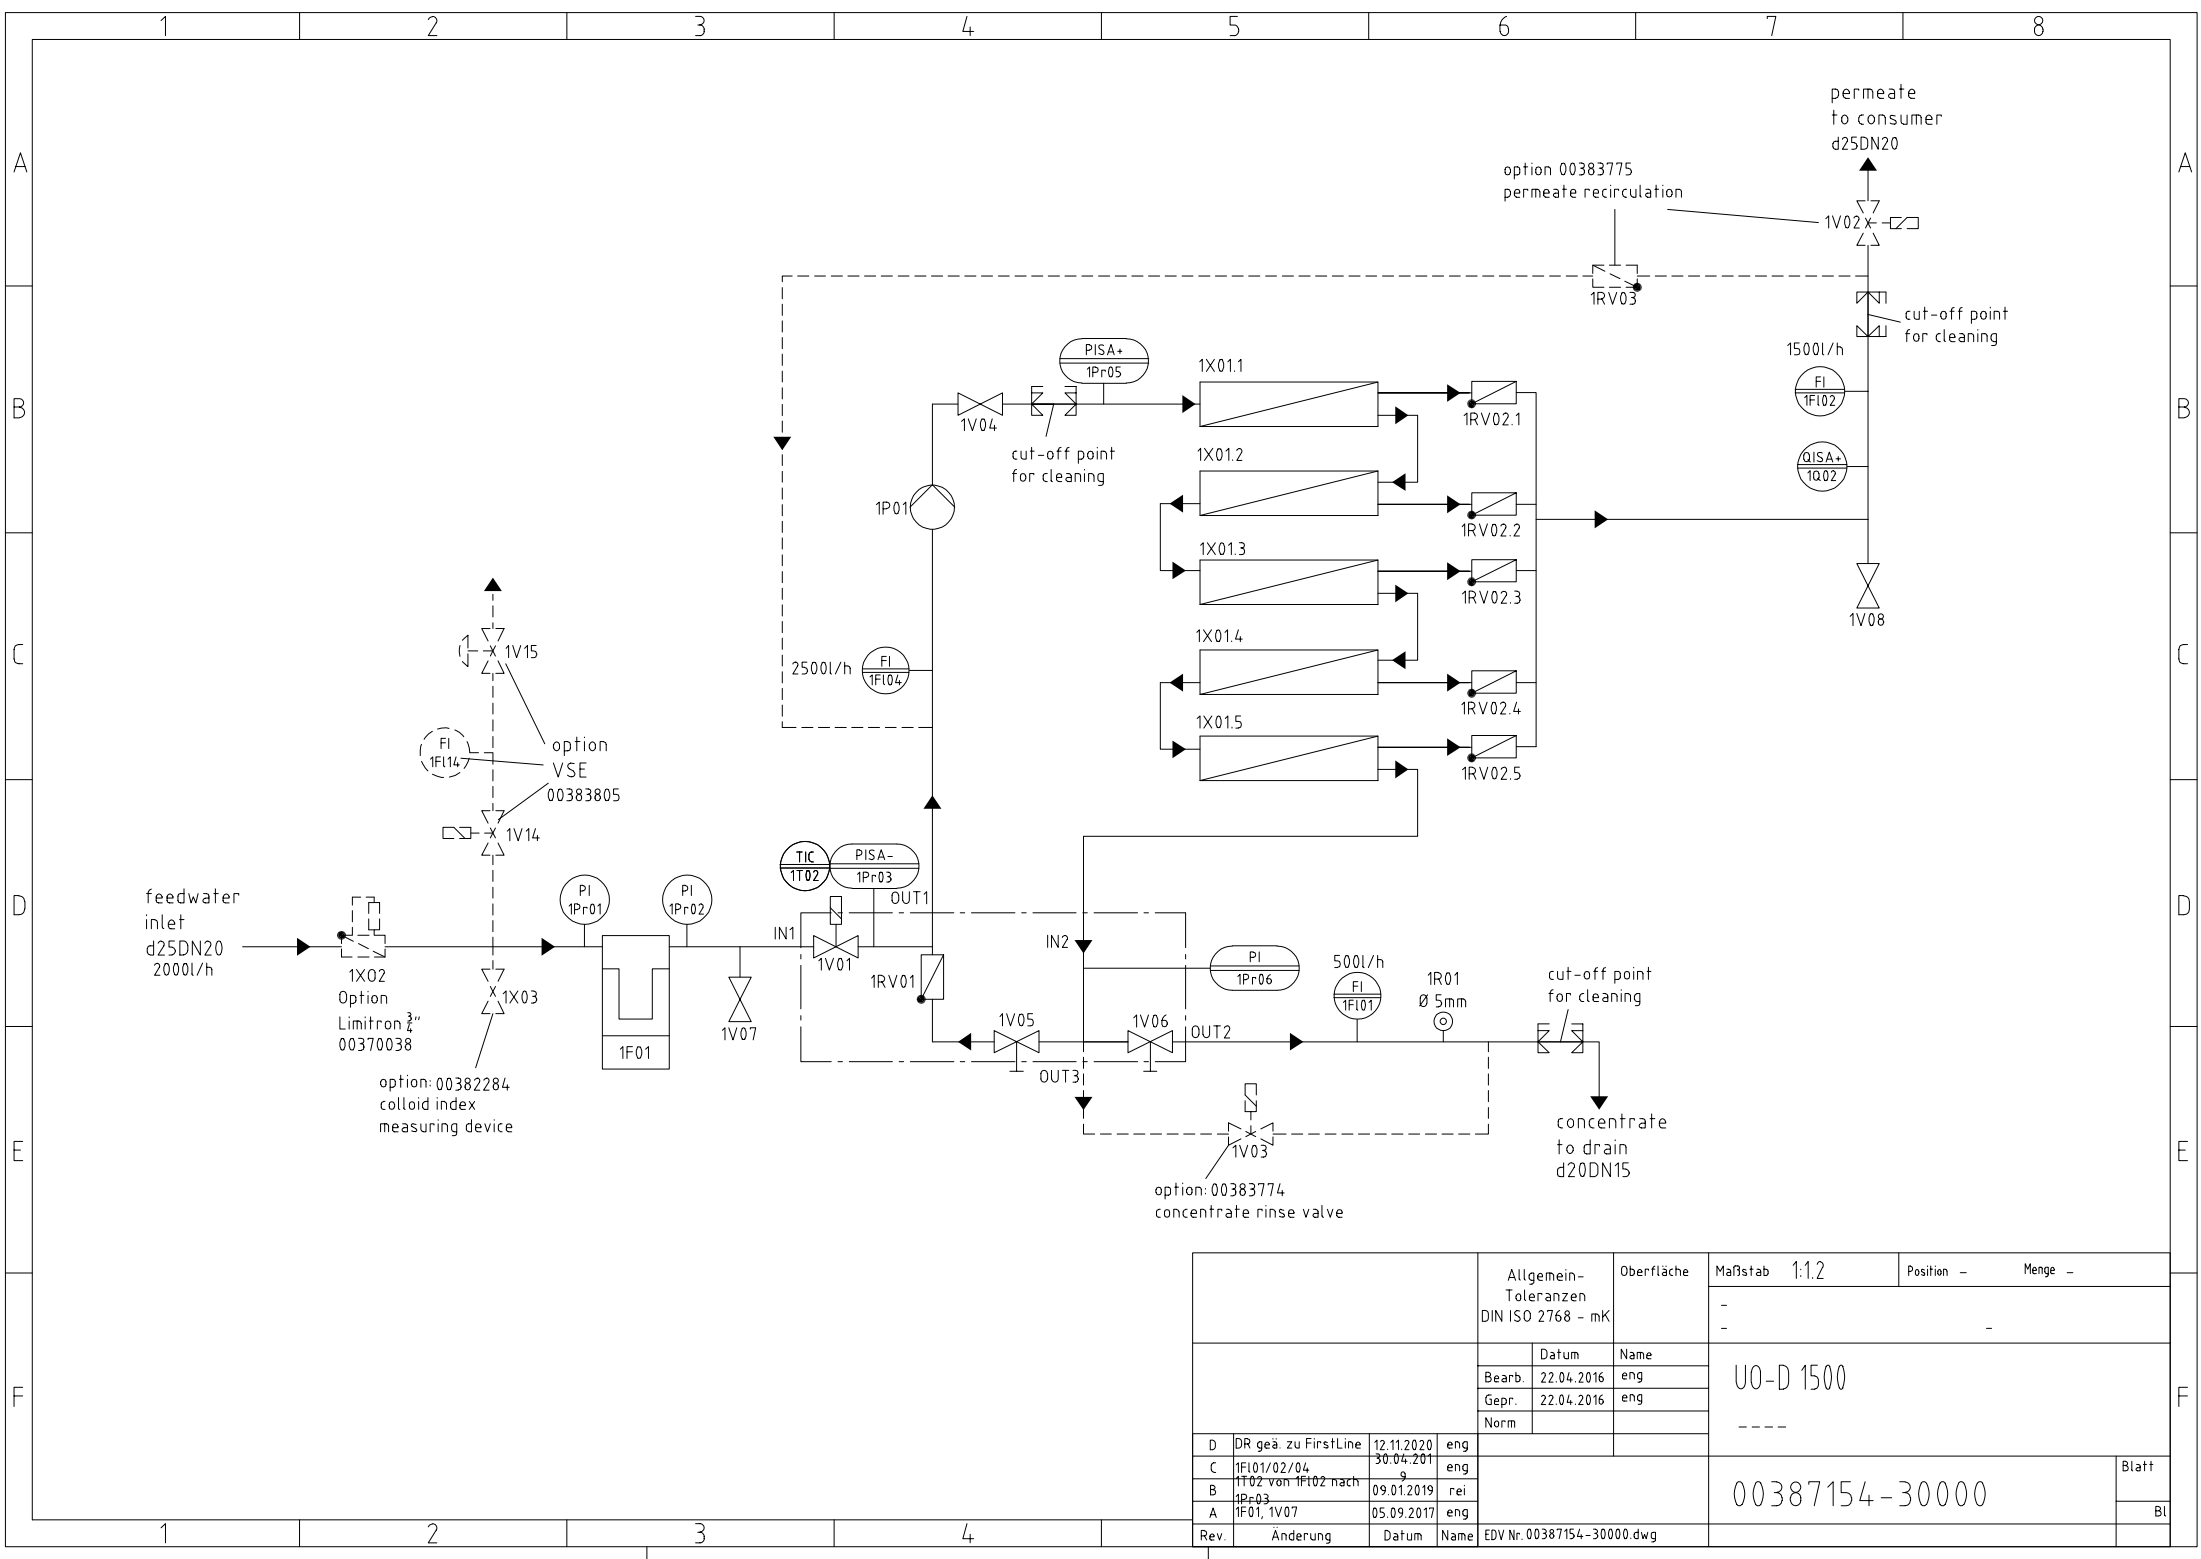 1 2 3 4 5 6 7 8
A A
B B
C C
D D
E E
F F
permeate
to consumer
d25DN20
option 00383775
permeate recirculation
1V02
1RV03
cut-off point
for cleaning
1500l/h
FI
1Fl02
QISA+
1Q02
1V08
PISA+
1Pr05
1V04
cut-off point
for cleaning
1P01
1X01.1
1RV02.1
1X01.2
1RV02.2
1X01.3
1RV02.3
1X01.4
1RV02.4
1X01.5
1RV02.5
2500l/h
FI
1Fl04
1V15
FI
1Fl14
option
VSE
00383805
1V14
feedwater
inlet
d25DN20
2000l/h
1X02
Option
Limitron ¾"
00370038
1X03
option: 00382284
colloid index
measuring device
PI
1Pr01
PI
1Pr02
1F01
1V07
TIC
1T02
PISA-
1Pr03
OUT1
IN1
1V01
1RV01
IN2
PI
1Pr06
1V05
1V06
OUT2
OUT3
500l/h
FI
1Fl01
1R01
Ø 5mm
cut-off point
for cleaning
1V03
option: 00383774
concentrate rinse valve
concentrate
to drain
d20DN15
Allgemein-
Toleranzen
DIN ISO 2768 - mK
Oberfläche
Maßstab 1:1.2
Position -
Menge -
-
- -
Datum Name
Bearb. 22.04.2016 eng
Gepr. 22.04.2016 eng
Norm
UO-D 1500
----
D DR geä. zu FirstLine 12.11.2020 eng
C 1Fl01/02/04 30.04.201
9 eng
B 1T02 von 1Fl02 nach
1Pr03 09.01.2019 rei
A 1F01, 1V07 05.09.2017 eng
Rev. Änderung Datum Name
EDV Nr. 00387154-30000.dwg
00387154-30000
Blatt
Bl
1 2 3 4